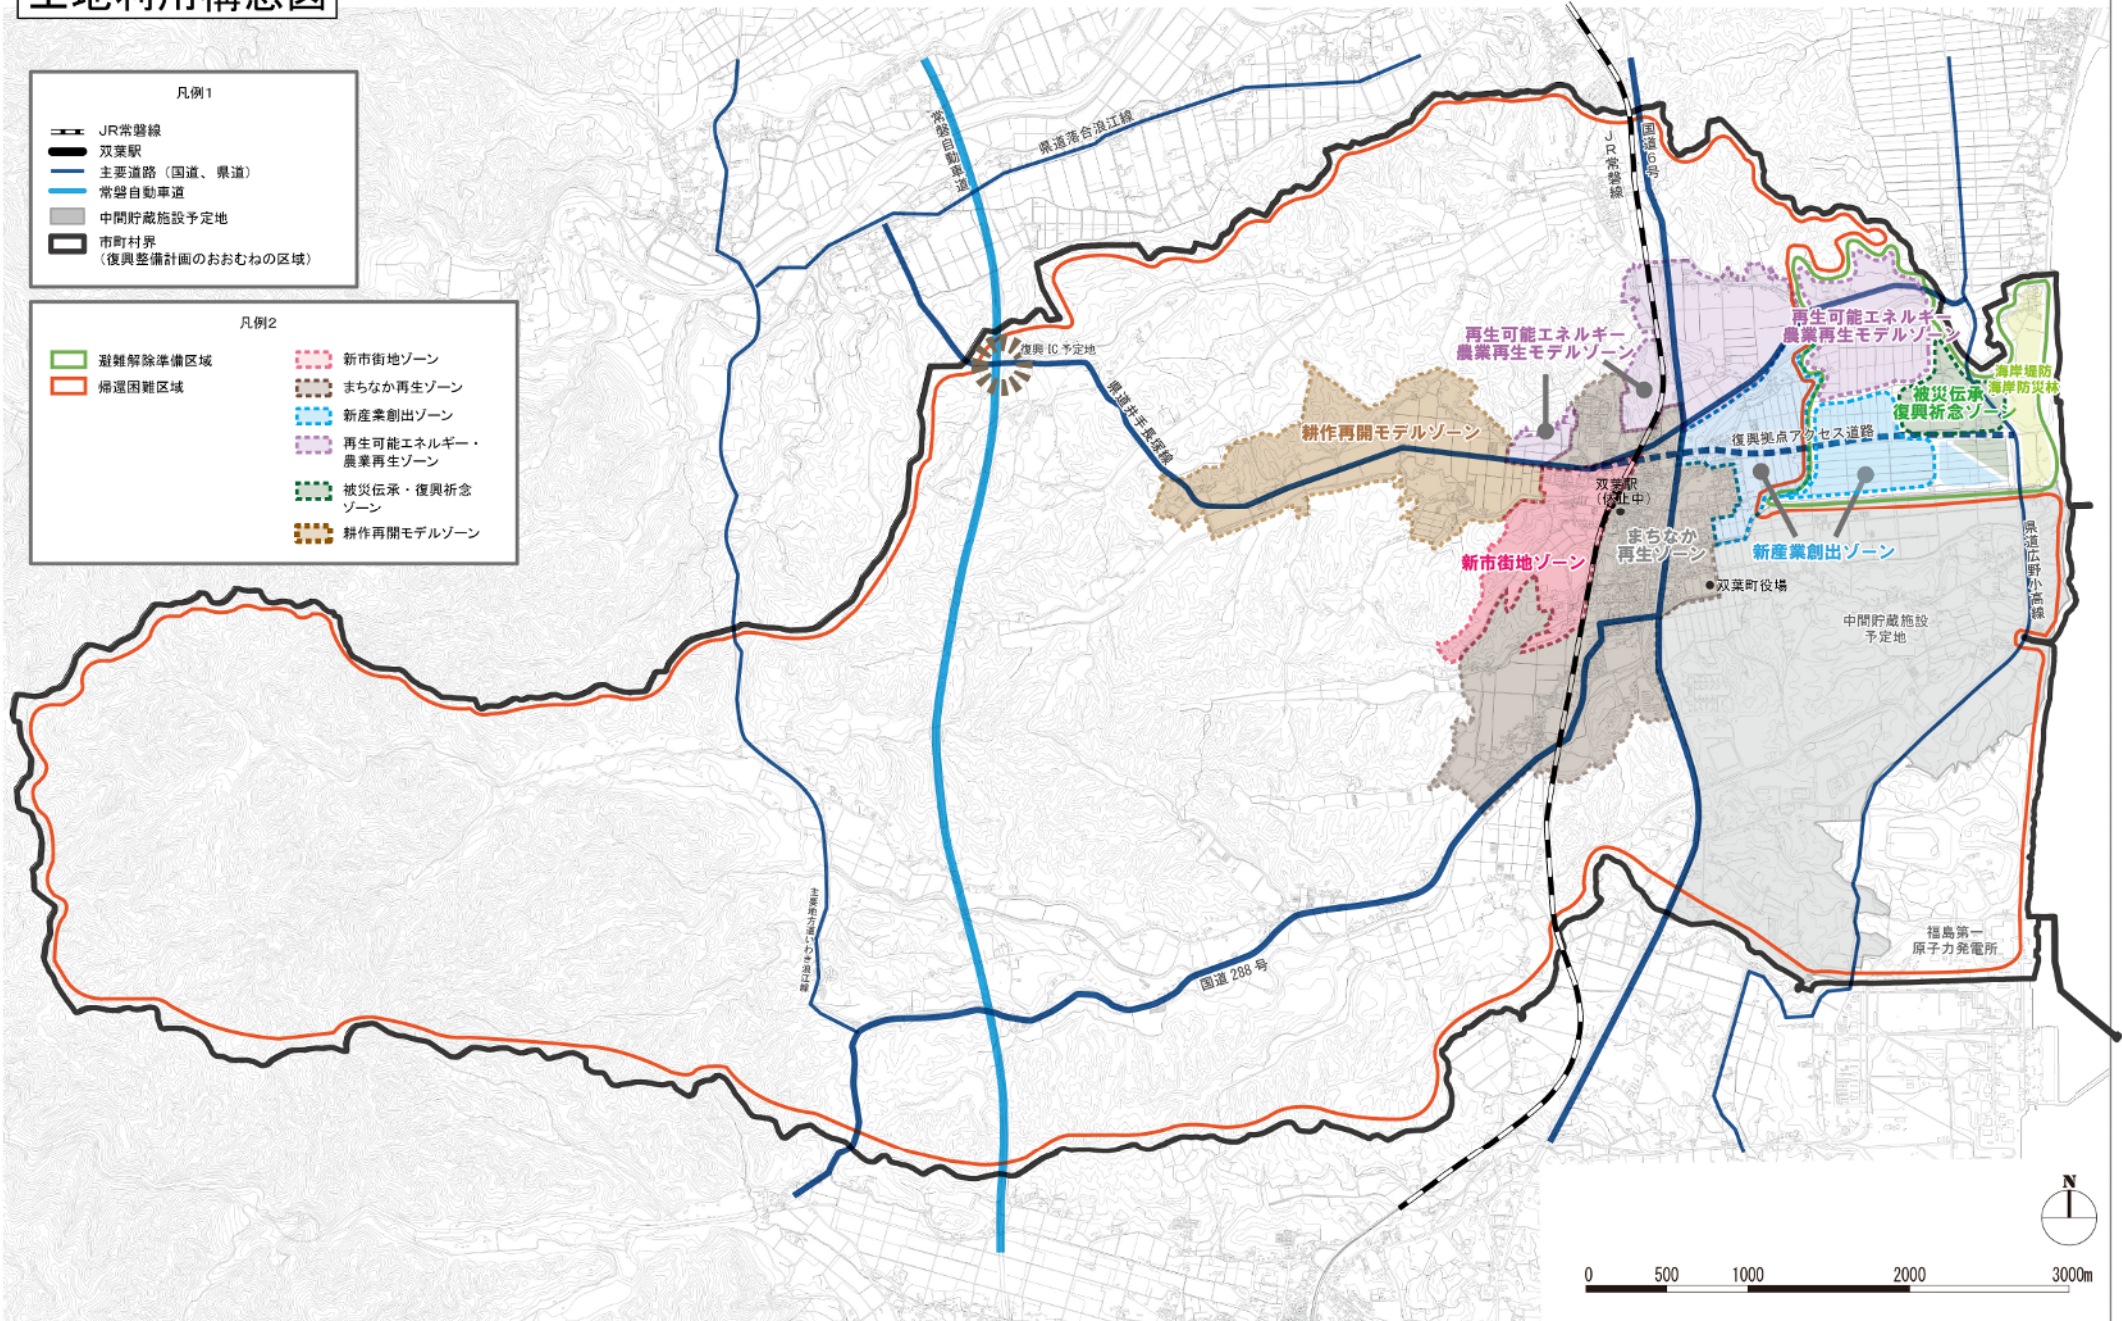 土地利用構想図
凡例1
JR常磐線
双葉駅
主要道路（国道、県道）
常磐自動車道
中間貯蔵施設予定地
市町村界
（復興整備計画のおおむねの区域）
凡例2
避難解除準備区域
帰還困難区域
新市街地ゾーン
まちなか再生ゾーン
新産業創出ゾーン
再生可能エネルギー・
農業再生ゾーン
被災伝承・復興祈念
ゾーン
耕作再開モデルゾーン
常磐自動車道
県道落合浪江線
JR常磐線
国道6号
復興IC予定地
県道井手長塚線
再生可能エネルギー
農業再生モデルゾーン
再生可能エネルギー
農業再生モデルゾーン
海岸堤防
海岸防災林
被災伝承
復興祈念ゾーン
耕作再開モデルゾーン
復興拠点アクセス道路
双葉駅
（休止中）
まちなか
再生ゾーン
新市街地ゾーン
新産業創出ゾーン
双葉町役場
県道広野小高線
中間貯蔵施設
予定地
主要地方道いわき浪江線
国道288号
福島第一
原子力発電所
N
0 500 1000 2000 3000m